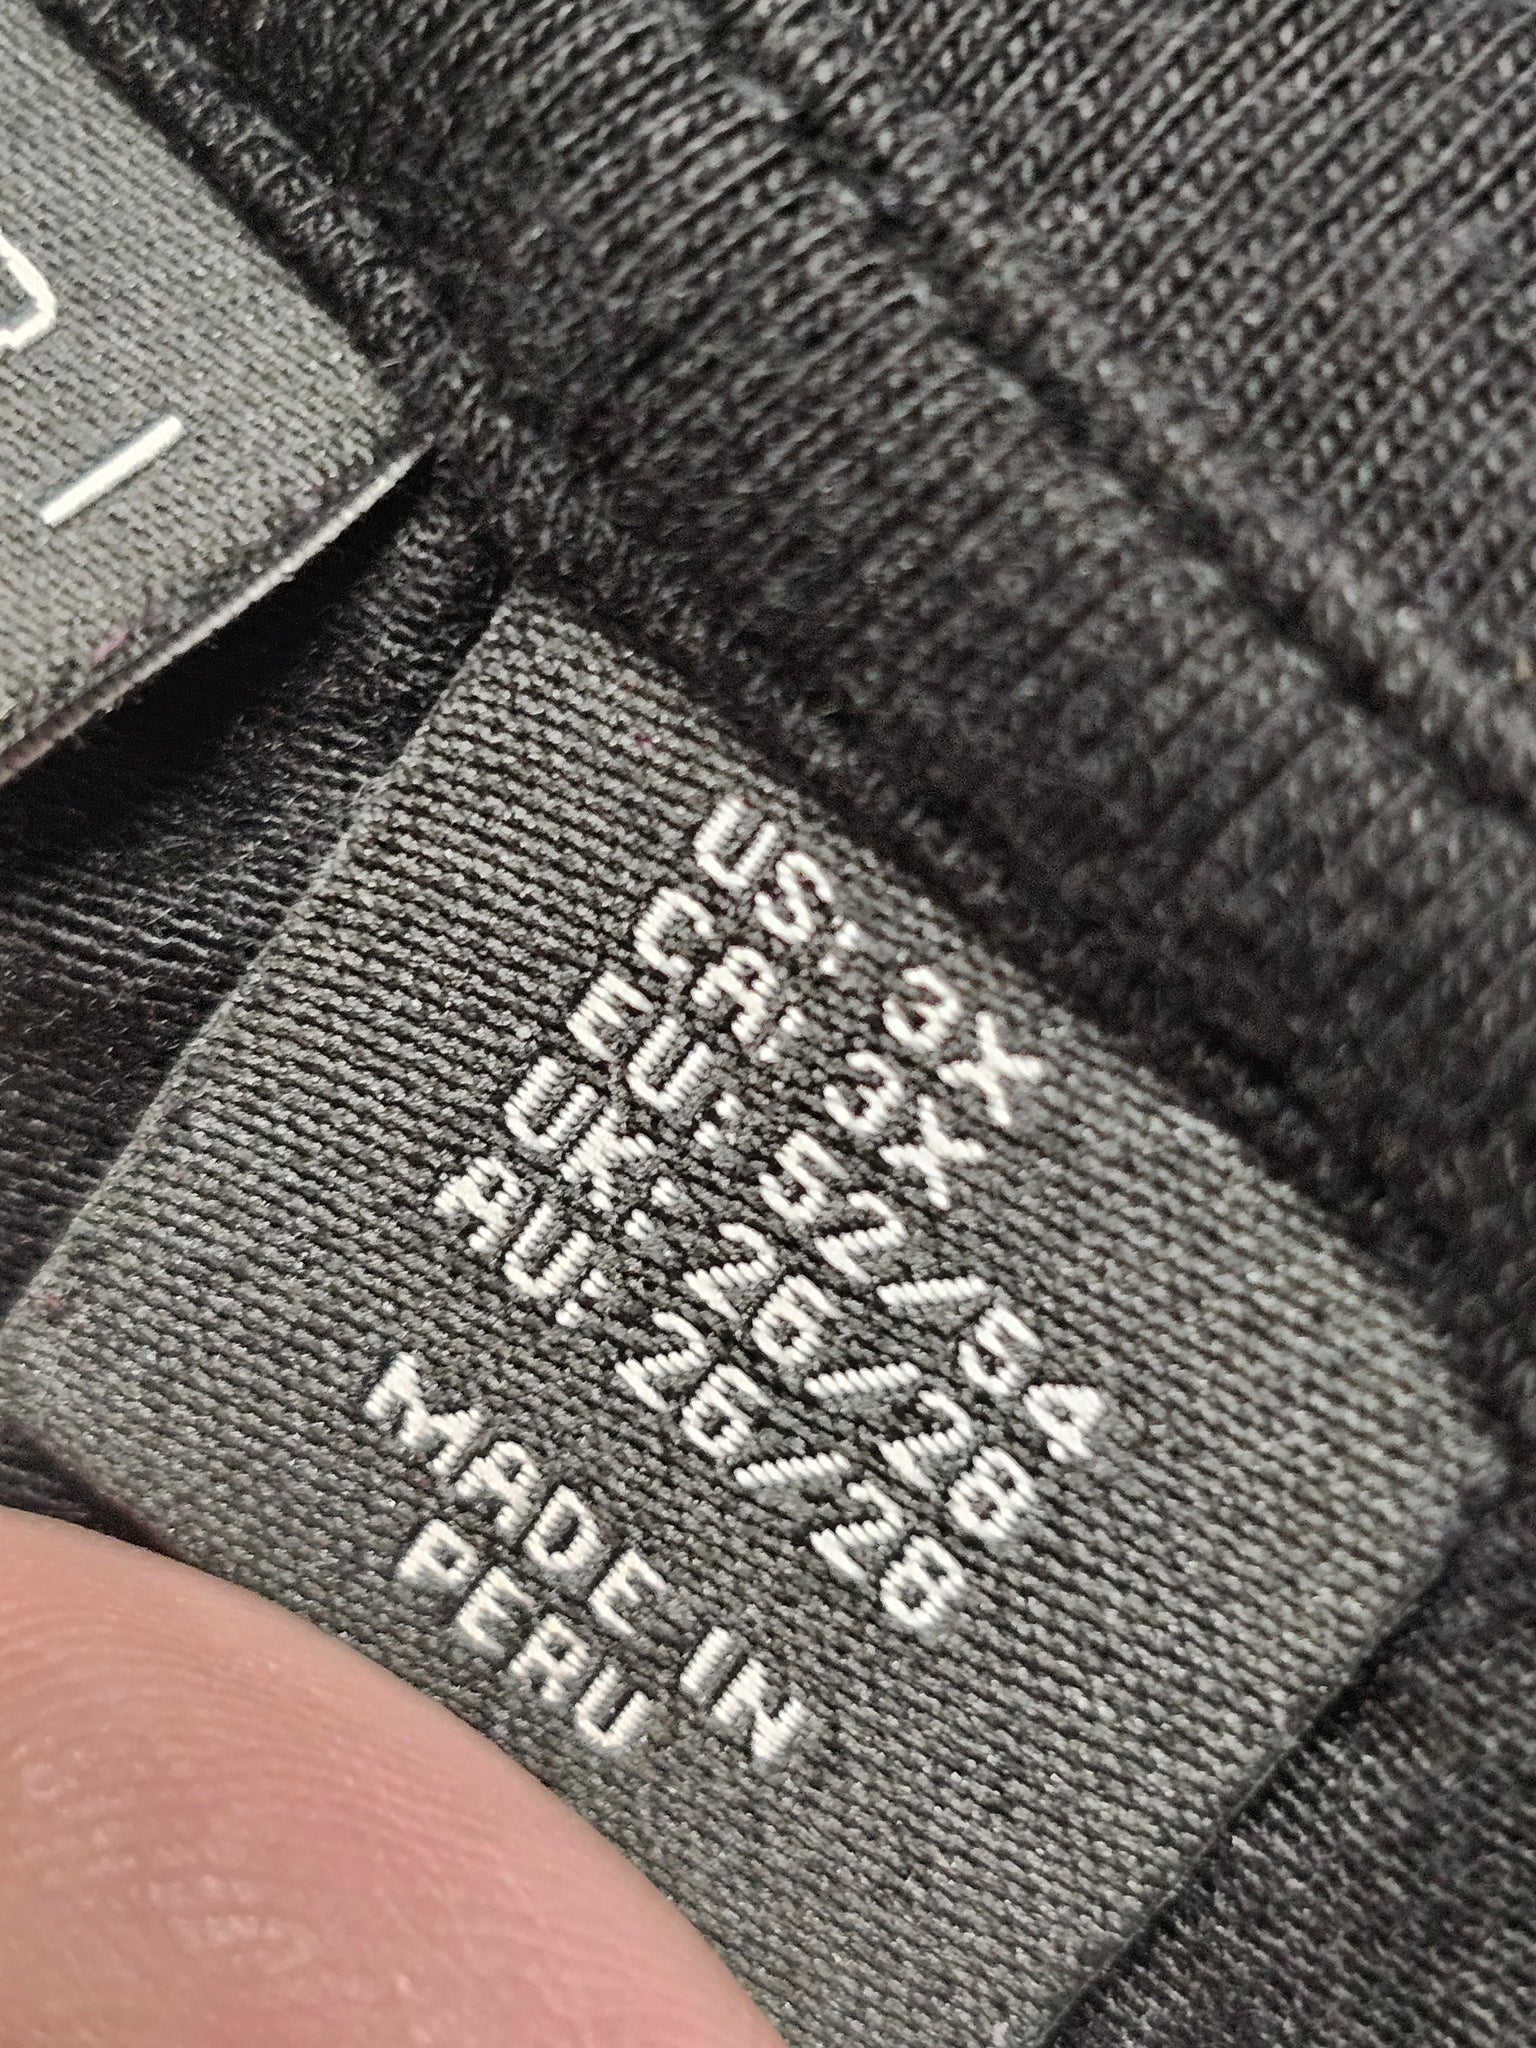 US: 3X
CA: 3X
EU: 52/54
UK: 26/28
AU: 26/28
MADE IN
PERU